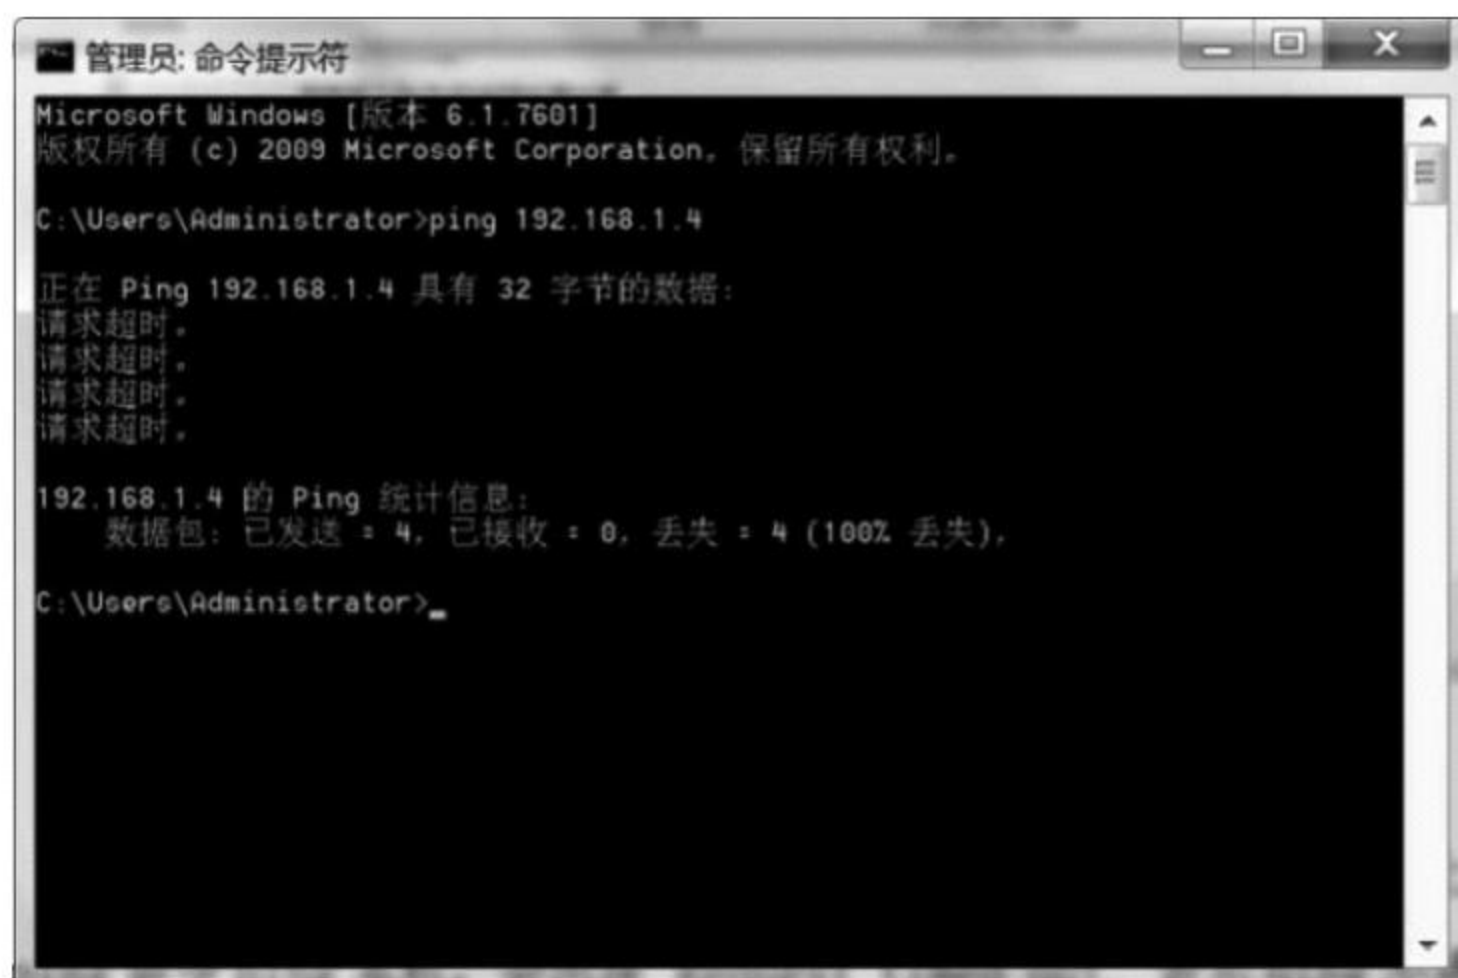 管理员: 命令提示符
Microsoft Windows [版本 6.1.7601]
版权所有 (c) 2009 Microsoft Corporation。保留所有权利。
C:\Users\Administrator>ping 192.168.1.4
正在 Ping 192.168.1.4 具有 32 字节的数据:
请求超时。
请求超时。
请求超时。
请求超时。
192.168.1.4 的 Ping 统计信息:
数据包: 已发送 = 4，已接收 = 0，丢失 = 4 (100% 丢失)，
C:\Users\Administrator>